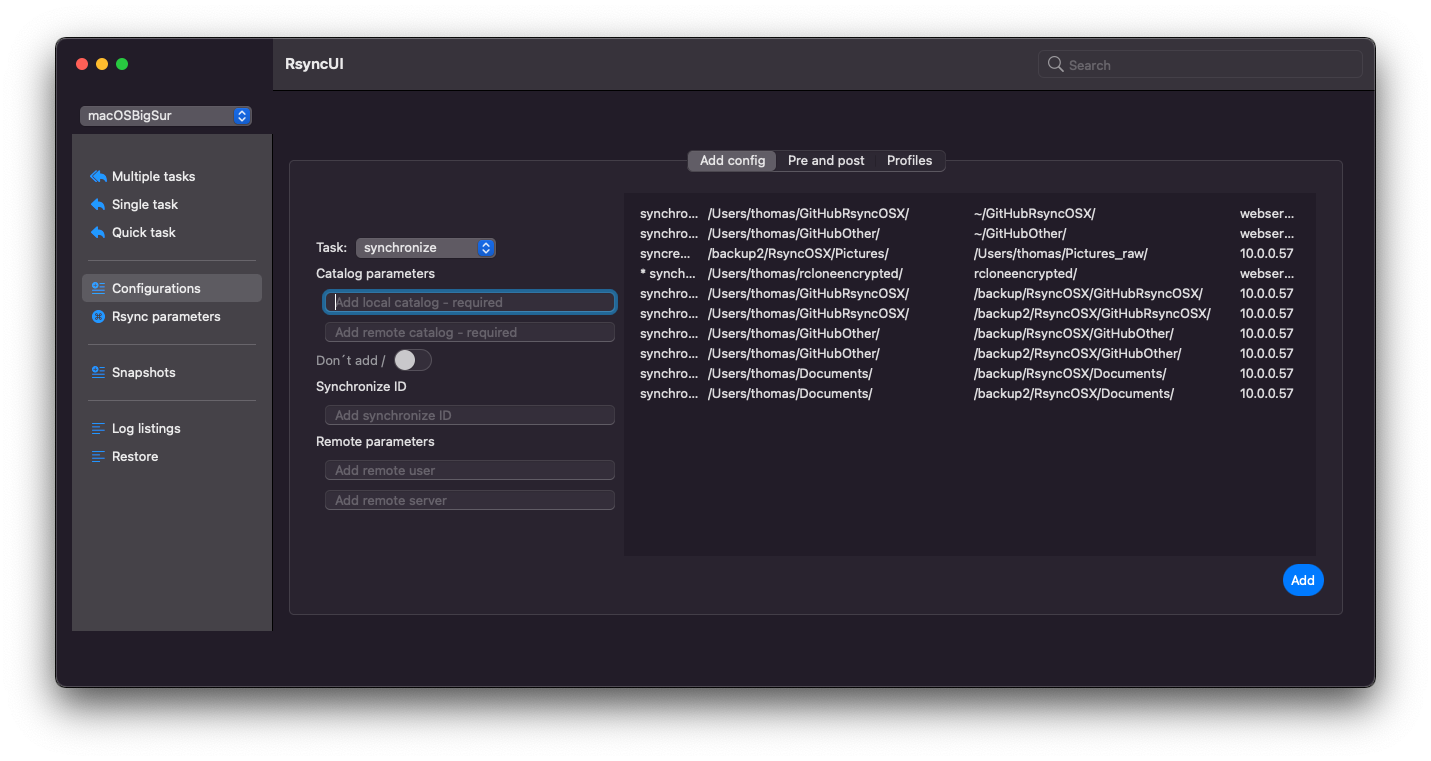 RsyncUI
Search
macOSBigSur
Multiple tasks
Single task
Quick task
Configurations
Rsync parameters
Snapshots
Log listings
Restore
Add config Pre and post Profiles
Task: synchronize
Catalog parameters
Add local catalog - required
Add remote catalog - required
Don´t add /
Synchronize ID
Add synchronize ID
Remote parameters
Add remote user
Add remote server
synchro... /Users/thomas/GitHubRsyncOSX/ ~/GitHubRsyncOSX/ webser...
synchro... /Users/thomas/GitHubOther/ ~/GitHubOther/ webser...
syncre... /backup2/RsyncOSX/Pictures/ /Users/thomas/Pictures_raw/ 10.0.0.57
* synch... /Users/thomas/rcloneencrypted/ rcloneencrypted/ webser...
synchro... /Users/thomas/GitHubRsyncOSX/ /backup/RsyncOSX/GitHubRsyncOSX/ 10.0.0.57
synchro... /Users/thomas/GitHubRsyncOSX/ /backup2/RsyncOSX/GitHubRsyncOSX/ 10.0.0.57
synchro... /Users/thomas/GitHubOther/ /backup/RsyncOSX/GitHubOther/ 10.0.0.57
synchro... /Users/thomas/GitHubOther/ /backup2/RsyncOSX/GitHubOther/ 10.0.0.57
synchro... /Users/thomas/Documents/ /backup/RsyncOSX/Documents/ 10.0.0.57
synchro... /Users/thomas/Documents/ /backup2/RsyncOSX/Documents/ 10.0.0.57
Add